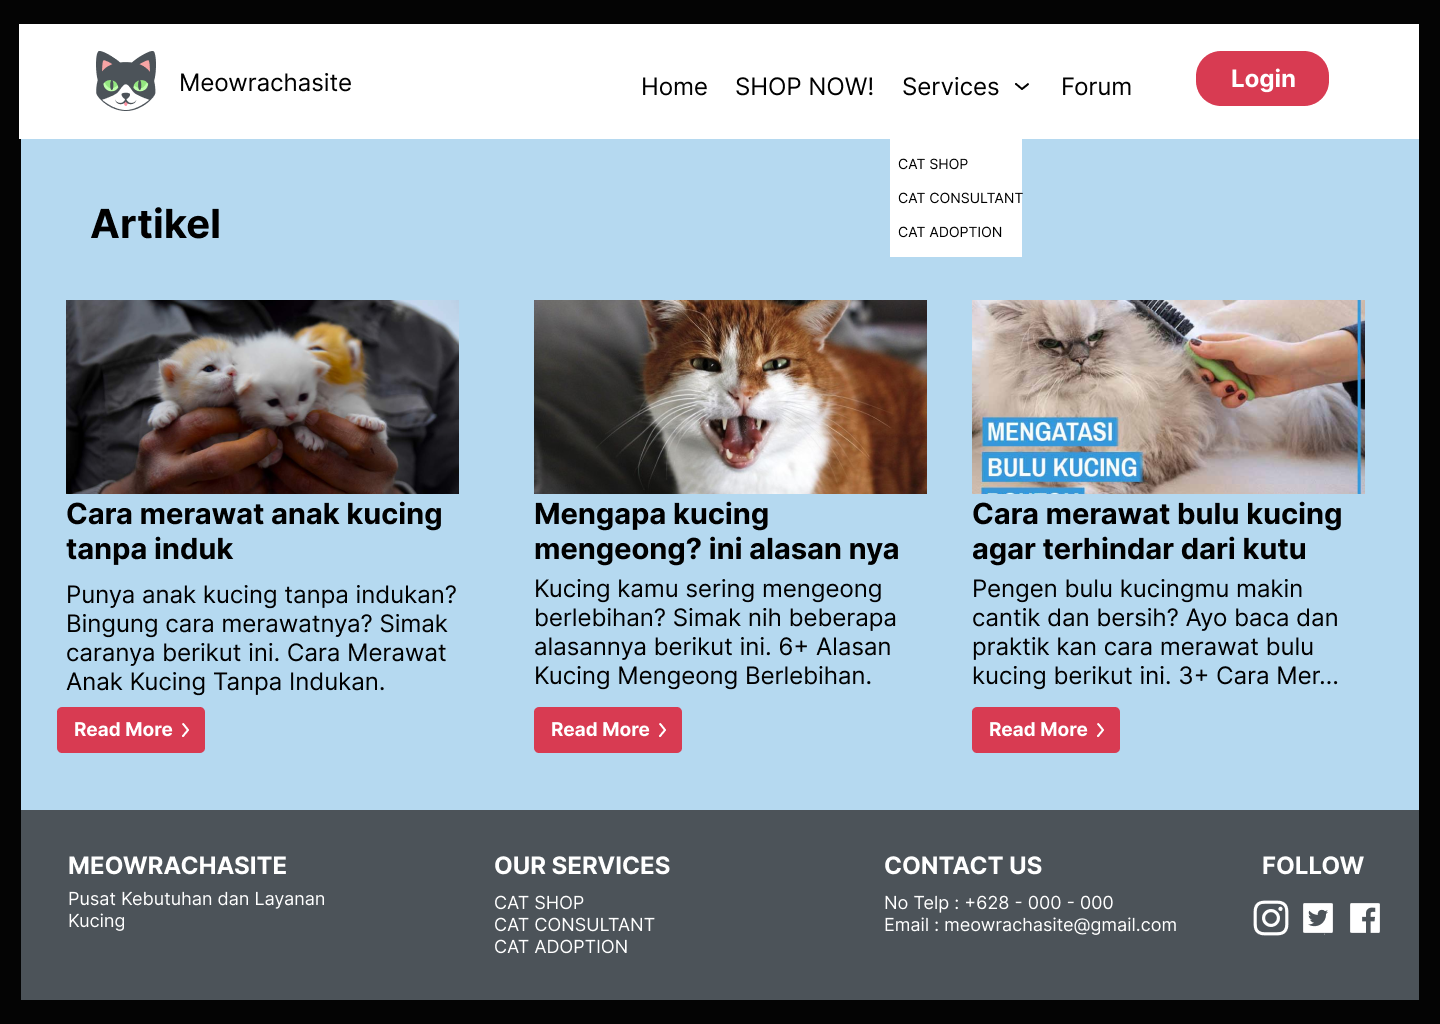 Meowrachasite
Home SHOP NOW! Services Forum
Login
CAT SHOP
CAT CONSULTANT
CAT ADOPTION
Artikel
MENGATASI
BULU KUCING
Cara merawat anak kucing
tanpa induk
Punya anak kucing tanpa indukan?
Bingung cara merawatnya? Simak
caranya berikut ini. Cara Merawat
Anak Kucing Tanpa Indukan.
Read More
Mengapa kucing
mengeong? ini alasan nya
Kucing kamu sering mengeong
berlebihan? Simak nih beberapa
alasannya berikut ini. 6+ Alasan
Kucing Mengeong Berlebihan.
Read More
Cara merawat bulu kucing
agar terhindar dari kutu
Pengen bulu kucingmu makin
cantik dan bersih? Ayo baca dan
praktik kan cara merawat bulu
kucing berikut ini. 3+ Cara Mer...
Read More
MEOWRACHASITE
Pusat Kebutuhan dan Layanan
Kucing
OUR SERVICES
CAT SHOP
CAT CONSULTANT
CAT ADOPTION
CONTACT US
No Telp : +628 - 000 - 000
Email : meowrachasite@gmail.com
FOLLOW